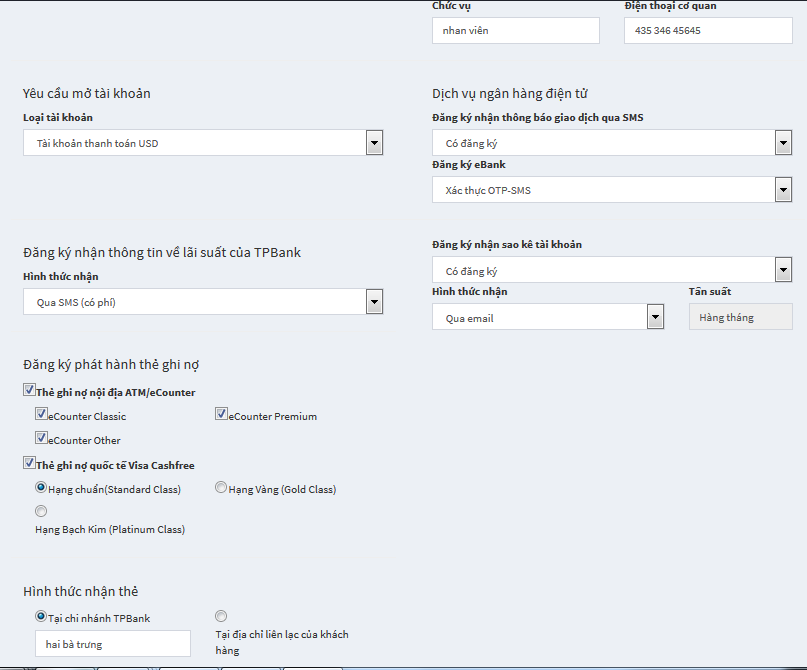 Chức vụ
Điện thoại cơ quan
nhan viên
435 346 45645
Yêu cầu mở tài khoản
Loại tài khoản
Tài khoản thanh toán USD
Dịch vụ ngân hàng điện tử
Đăng ký nhận thông báo giao dịch qua SMS
Có đăng ký
Đăng ký eBank
Xác thực OTP-SMS
Đăng ký nhận thông tin về lãi suất của TPBank
Hình thức nhận
Qua SMS (có phí)
Đăng ký nhận sao kê tài khoản
Có đăng ký
Hình thức nhận
Tần suất
Qua email
Hàng tháng
Đăng ký phát hành thẻ ghi nợ
Thẻ ghi nợ nội địa ATM/eCounter
eCounter Classic
eCounter Premium
eCounter Other
Thẻ ghi nợ quốc tế Visa Cashfree
Hạng chuẩn(Standard Class)
Hạng Vàng (Gold Class)
Hạng Bạch Kim (Platinum Class)
Hình thức nhận thẻ
Tại chi nhánh TPBank
hai bà trưng
Tại địa chỉ liên lạc của khách
hàng